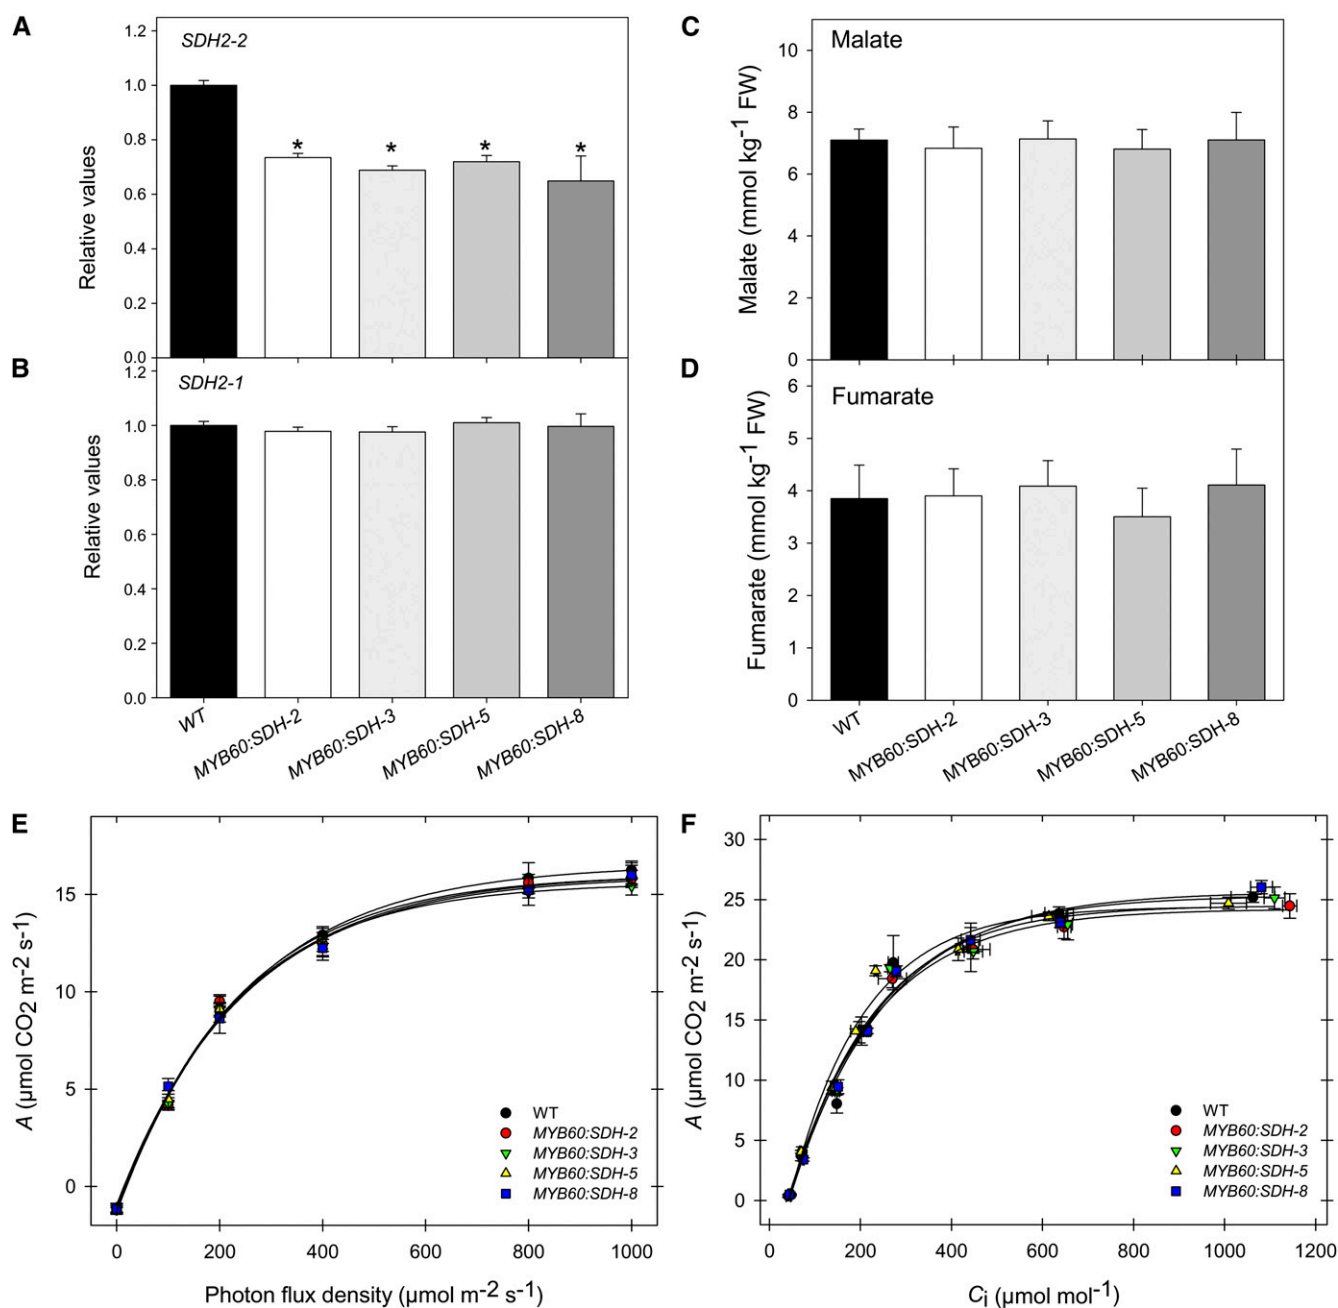 A
SDH2-2
Relative values
1.2
1.0
0.8
0.6
0.4
0.2
0.0
* * * *
B
SDH2-1
Relative values
1.2
1.0
0.8
0.6
0.4
0.2
0.0
WT
MYB60:SDH-2
MYB60:SDH-3
MYB60:SDH-5
MYB60:SDH-8
C
Malate
Malate (mmol kg-1 FW)
10
8
6
4
2
0
D
Fumarate
Fumarate (mmol kg-1 FW)
6
5
4
3
2
1
0
WT
MYB60:SDH-2
MYB60:SDH-3
MYB60:SDH-5
MYB60:SDH-8
E
A (µmol CO2 m-2 s-1)
15
10
5
0
WT
MYB60:SDH-2
MYB60:SDH-3
MYB60:SDH-5
MYB60:SDH-8
0 200 400 600 800 1000
Photon flux density (µmol m-2 s-1)
F
A (µmol CO2 m-2 s-1)
30
25
20
15
10
5
0
WT
MYB60:SDH-2
MYB60:SDH-3
MYB60:SDH-5
MYB60:SDH-8
0 200 400 600 800 1000 1200
Ci (µmol mol-1)